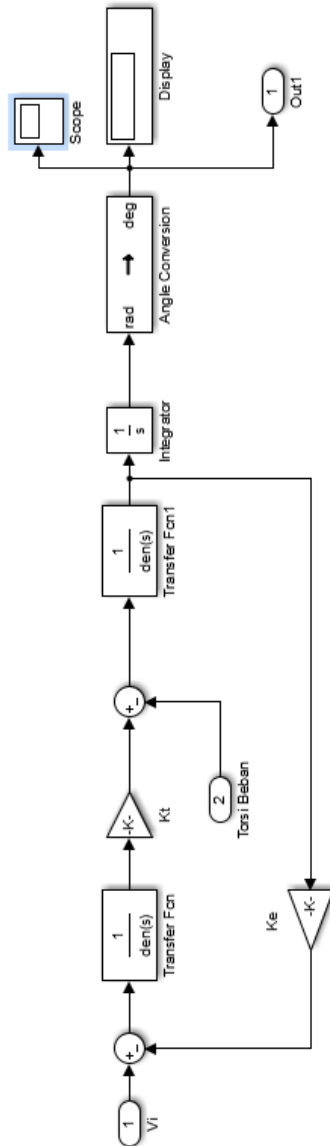 1
Vi
+
−
1
den(s)
Transfer Fcn
-K-
Kt
+
−
2
Torsi Beban
1
den(s)
Transfer Fcn1
1
s
Integrator
rad → deg
Angle Conversion
Scope
Display
1
Out1
-K-
Ke